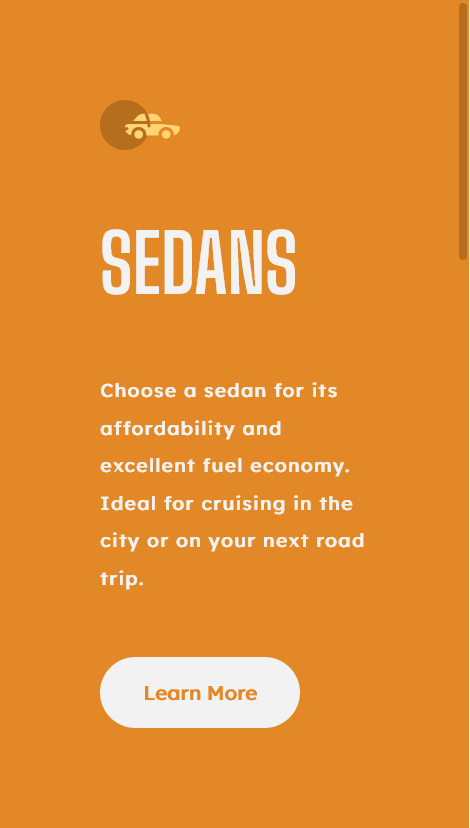 SEDANS
Choose a sedan for its
affordability and
excellent fuel economy.
Ideal for cruising in the
city or on your next road
trip.
Learn More